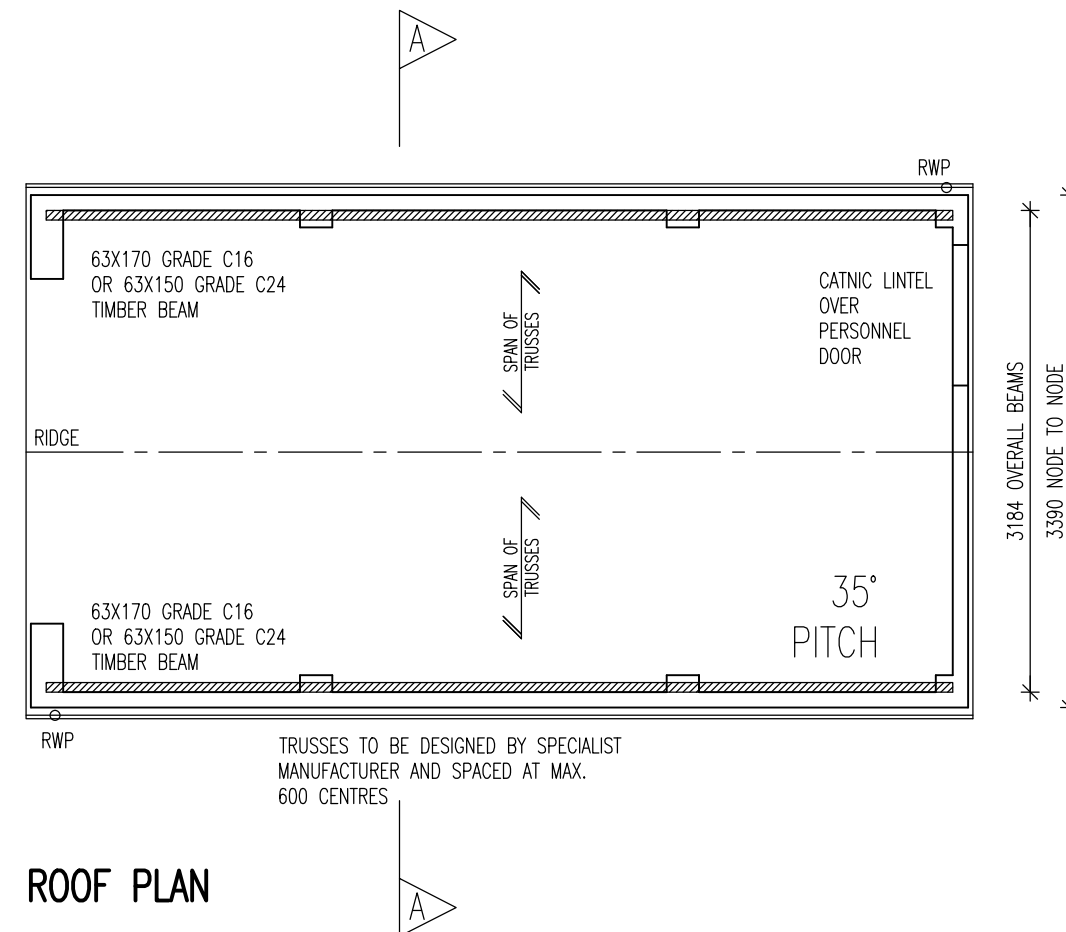 A
RWP
63X170 GRADE C16
OR 63X150 GRADE C24
TIMBER BEAM
SPAN OF
TRUSSES
CATNIC LINTEL
OVER
PERSONNEL
DOOR
RIDGE
3184 OVERALL BEAMS
3390 NODE TO NODE
SPAN OF
TRUSSES
63X170 GRADE C16
OR 63X150 GRADE C24
TIMBER BEAM
35°
PITCH
RWP
TRUSSES TO BE DESIGNED BY SPECIALIST
MANUFACTURER AND SPACED AT MAX.
600 CENTRES
ROOF PLAN
A